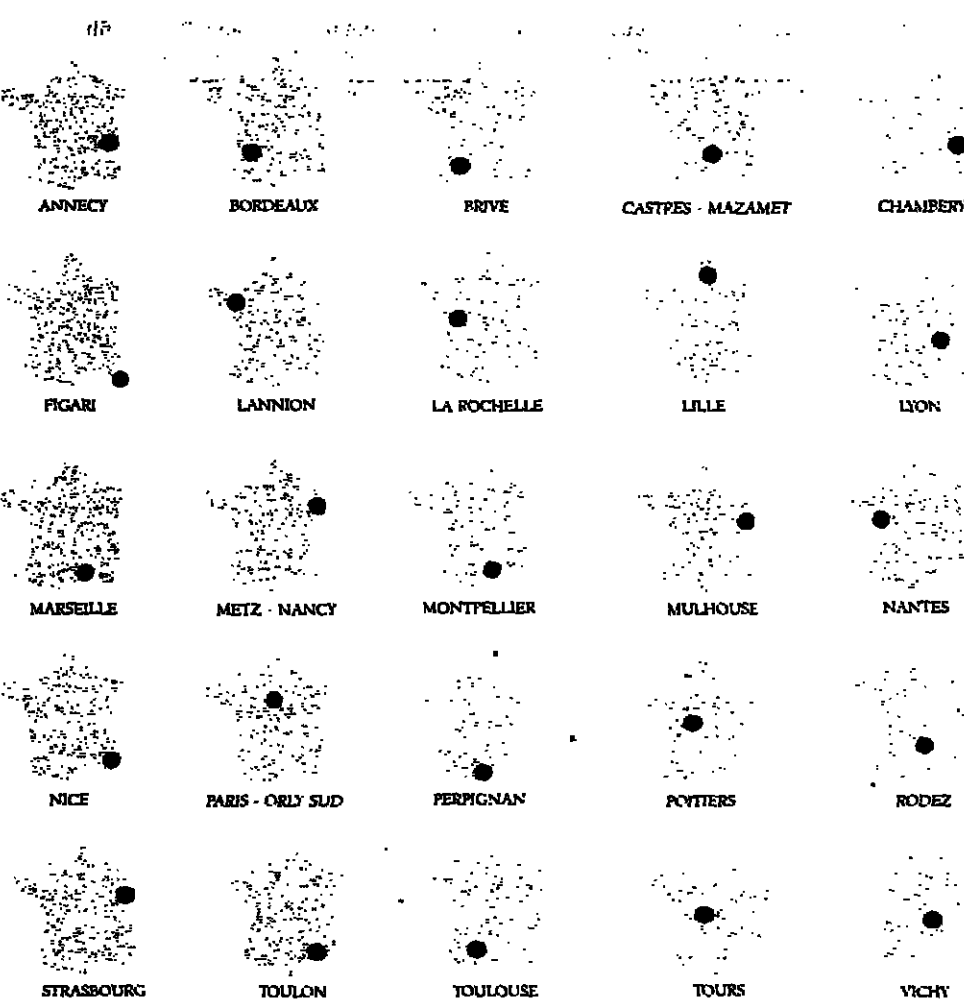 ANNECY BORDEAUX BRIVE CASTRES - MAZAMET CHAMBERY
FIGARI LANNION LA ROCHELLE LILLE LYON
MARSEILLE METZ - NANCY MONTPELLIER MULHOUSE NANTES
NICE PARIS - ORLY SUD PERPIGNAN POITIERS RODEZ
STRASBOURG TOULON TOULOUSE TOURS VICHY